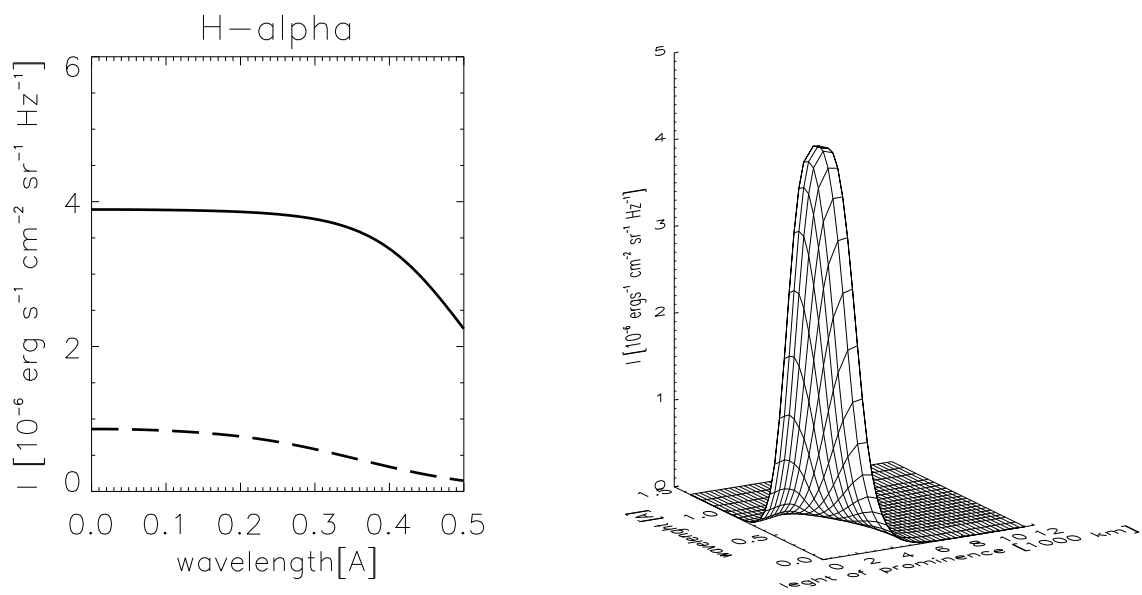 H-alpha
I [10⁻⁶ erg s⁻¹ cm⁻² sr⁻¹ Hz⁻¹]
6
4
2
0
0.0 0.1 0.2 0.3 0.4 0.5
wavelength[A]
I [10⁻⁶ ergs⁻¹ cm⁻² sr⁻¹ Hz⁻¹]
5
4
3
2
1
0
1.5 1.0 0.5 0.0
wavelenght [A]
0 2 4 6 8 10 12
leght of prominence [1000 km]